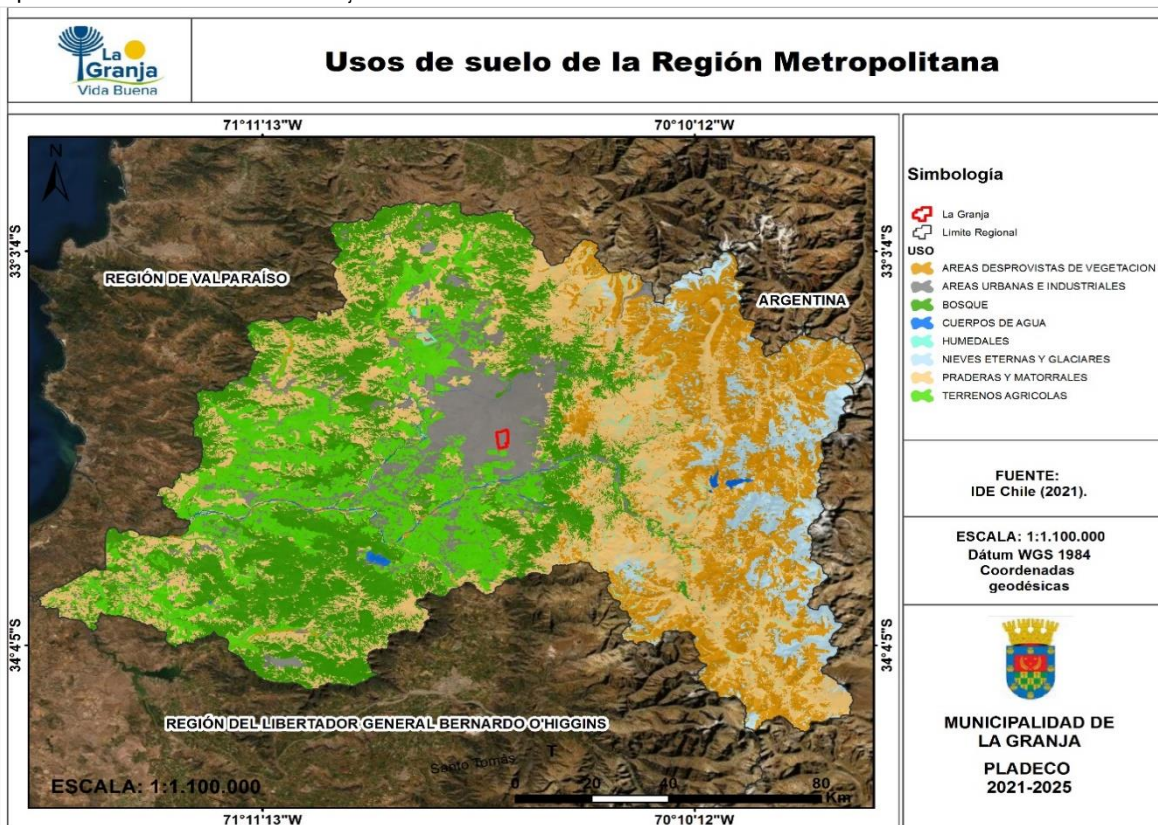 La
Granja
Vida Buena
Usos de suelo de la Región Metropolitana
71°11'13"W
70°10'12"W
N
33°3'4"S
33°3'4"S
REGIÓN DE VALPARAÍSO
ARGENTINA
34°4'5"S
34°4'5"S
REGIÓN DEL LIBERTADOR GENERAL BERNARDO O'HIGGINS
Santo Tomás
T
ESCALA: 1:1.100.000
0 20 40 80
Km
71°11'13"W
70°10'12"W
Simbología
La Granja
Limite Regional
USO
AREAS DESPROVISTAS DE VEGETACION
AREAS URBANAS E INDUSTRIALES
BOSQUE
CUERPOS DE AGUA
HUMEDALES
NIEVES ETERNAS Y GLACIARES
PRADERAS Y MATORRALES
TERRENOS AGRICOLAS
FUENTE:
IDE Chile (2021).
ESCALA: 1:1.100.000
Dátum WGS 1984
Coordenadas
geodésicas
MUNICIPALIDAD DE
LA GRANJA
PLADECO
2021-2025